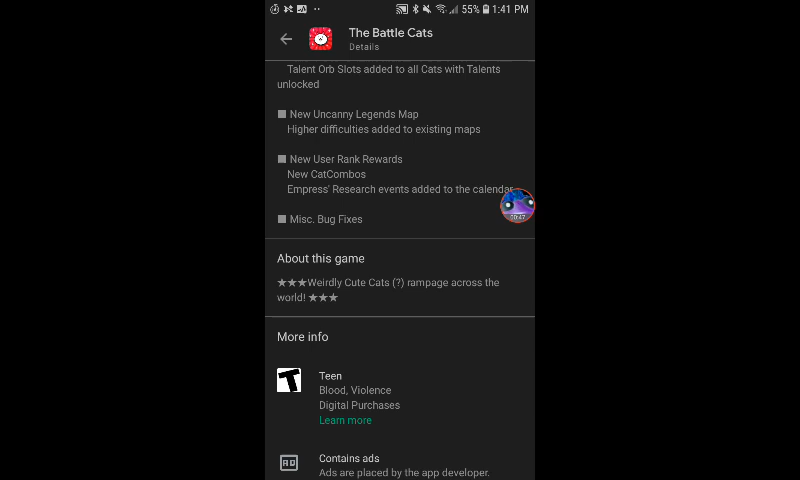 55% 1:41 PM
The Battle Cats
Details
Talent Orb Slots added to all Cats with Talents
unlocked
■ New Uncanny Legends Map
Higher difficulties added to existing maps
■ New User Rank Rewards
New CatCombos
Empress' Research events added to the calendar
00:47
■ Misc. Bug Fixes
About this game
★★★Weirdly Cute Cats (?) rampage across the
world! ★★★
More info
T
Teen
Blood, Violence
Digital Purchases
Learn more
AD
Contains ads
Ads are placed by the app developer.